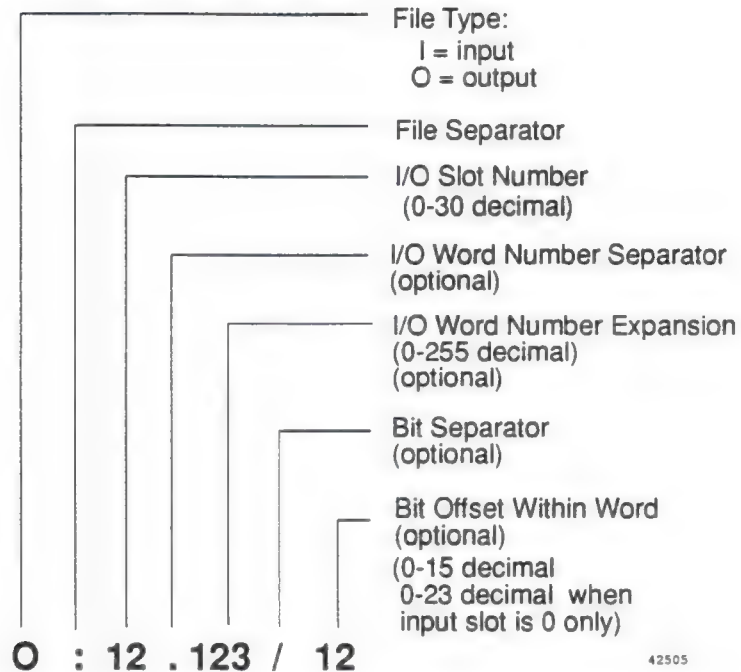 File Type:
I = input
O = output
File Separator
I/O Slot Number
(0-30 decimal)
I/O Word Number Separator
(optional)
I/O Word Number Expansion
(0-255 decimal)
(optional)
Bit Separator
(optional)
Bit Offset Within Word
(optional)
(0-15 decimal
0-23 decimal when
input slot is 0 only)
O : 12 . 123 / 12
42505